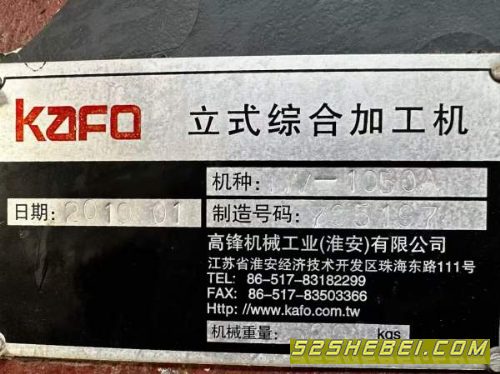 KAFO 立式综合加工机
机种: 
日期: 2010.01 制造号码:
高锋机械工业(淮安)有限公司
江苏省淮安经济技术开发区珠海东路111号
TEL: 86-517-83182299
FAX: 86-517-83503366
Http://www.kafo.com.tw
机械重量: kgs
52SHEBEI.COM